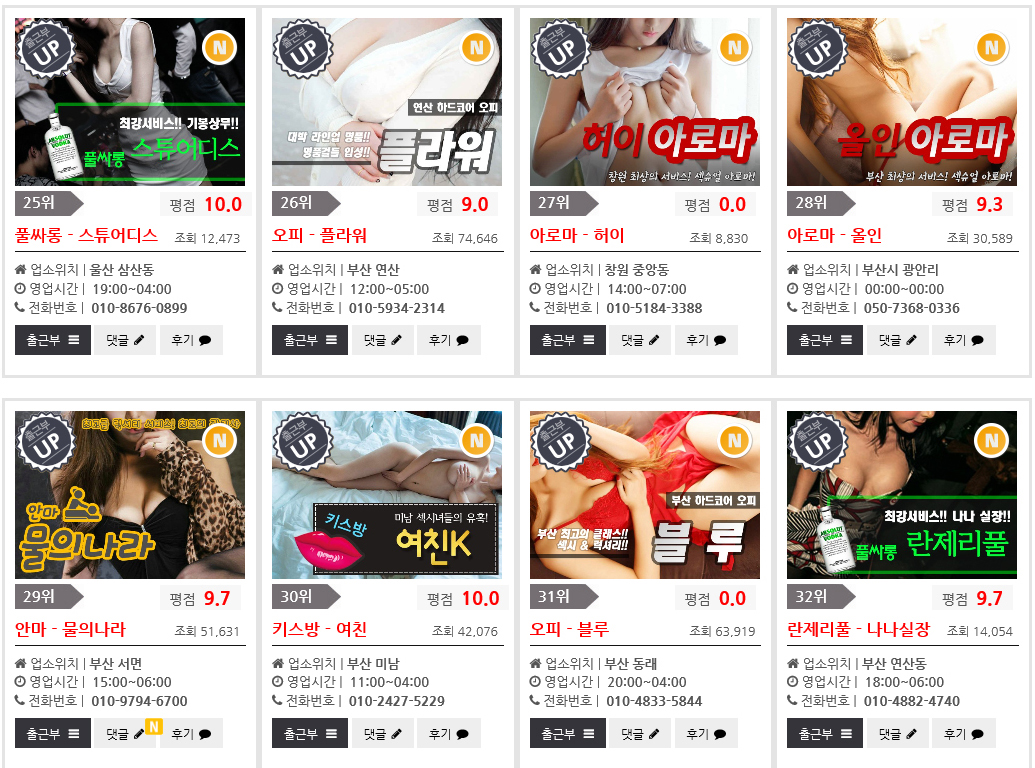 출근부 UP N
최강서비스!! 기봉상무!!
ABSOLUT VODKA
풀싸롱 스튜어디스
25위 평점 10.0
풀싸롱 - 스튜어디스 조회 12,473
업소위치 | 울산 삼산동
영업시간 | 19:00~04:00
전화번호 | 010-8676-0899
출근부 댓글 후기
출근부 UP N
연산 하드코어 오피
대박 라인업 명품!!
명품걸들 입성!!
플라워
26위 평점 9.0
오피 - 플라워 조회 74,646
업소위치 | 부산 연산
영업시간 | 12:00~05:00
전화번호 | 010-5934-2314
출근부 댓글 후기
출근부 UP N
허이 아로마
창원 최상의 서비스! 섹슈얼 아로마!
27위 평점 0.0
아로마 - 허이 조회 8,830
업소위치 | 창원 중앙동
영업시간 | 14:00~07:00
전화번호 | 010-5184-3388
출근부 댓글 후기
출근부 UP N
올인 아로마
부산 최상의 서비스! 섹슈얼 아로마!
28위 평점 9.3
아로마 - 올인 조회 30,589
업소위치 | 부산시 광안리
영업시간 | 00:00~00:00
전화번호 | 050-7368-0336
출근부 댓글 후기
출근부 UP N
최고급 럭셔리 서비스!
안마
물의나라
29위 평점 9.7
안마 - 물의나라 조회 51,631
업소위치 | 부산 서면
영업시간 | 15:00~06:00
전화번호 | 010-9794-6700
출근부 댓글 N 후기
출근부 UP N
키스방
미남 섹시녀들의 유혹!
여친K
30위 평점 10.0
키스방 - 여친 조회 42,076
업소위치 | 부산 미남
영업시간 | 11:00~04:00
전화번호 | 010-2427-5229
출근부 댓글 후기
출근부 UP N
부산 하드코어 오피
부산 최고의 클래스!!
섹시 & 럭셔리!!
블루
31위 평점 0.0
오피 - 블루 조회 63,919
업소위치 | 부산 동래
영업시간 | 20:00~04:00
전화번호 | 010-4833-5844
출근부 댓글 후기
출근부 UP N
최강서비스!! 나나 실장!!
ABSOLUT VODKA
풀싸롱 란제리풀
32위 평점 9.7
란제리풀 - 나나실장 조회 14,054
업소위치 | 부산 연산동
영업시간 | 18:00~06:00
전화번호 | 010-4882-4740
출근부 댓글 후기